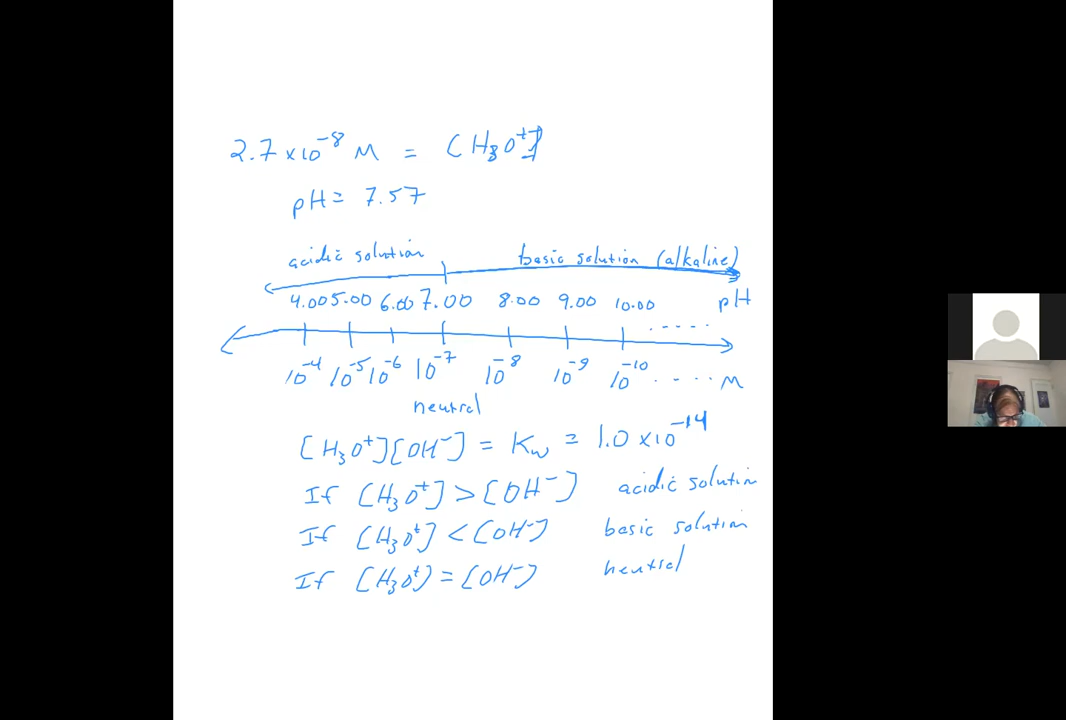 2.7 ×10⁻⁸ M = [H₃O⁺]
pH = 7.57
acidic solution basic solution (alkaline)
4.00 5.00 6.00 7.00 8.00 9.00 10.00 ..... pH
10⁻⁴ 10⁻⁵ 10⁻⁶ 10⁻⁷ 10⁻⁸ 10⁻⁹ 10⁻¹⁰ ..... M
neutral
[H₃O⁺][OH⁻] = Kw = 1.0 ×10⁻¹⁴
If [H₃O⁺] > [OH⁻] acidic solution
If [H₃O⁺] < [OH⁻] basic solution
If [H₃O⁺] = [OH⁻] neutral